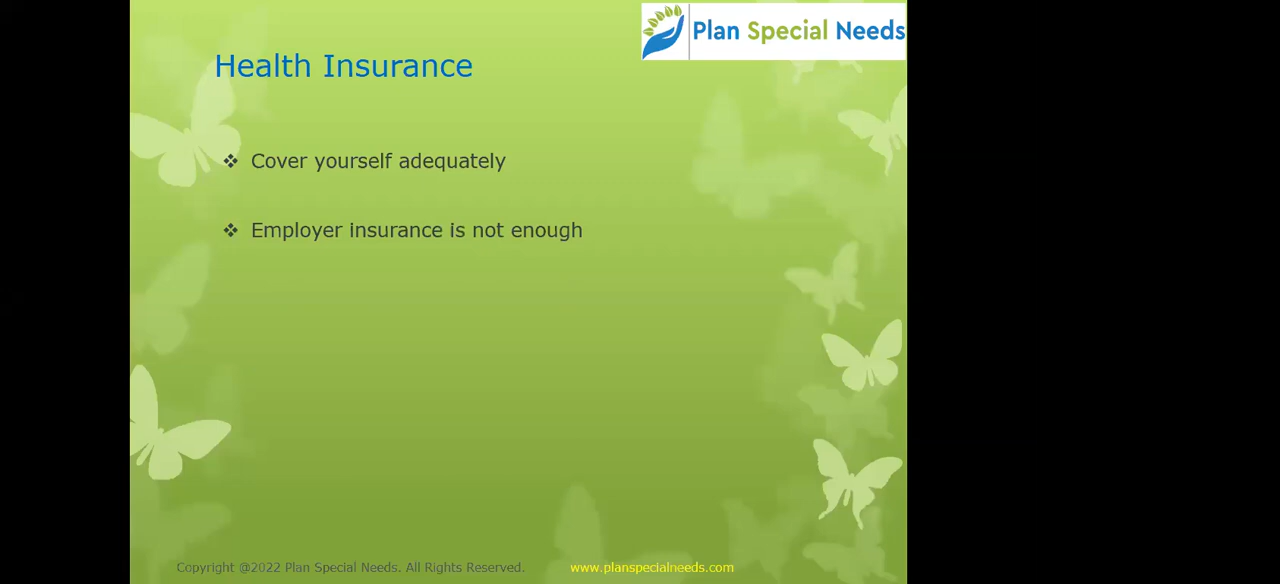 Plan Special Needs
Health Insurance
❖ Cover yourself adequately
❖ Employer insurance is not enough
Copyright @2022 Plan Special Needs. All Rights Reserved. www.planspecialneeds.com